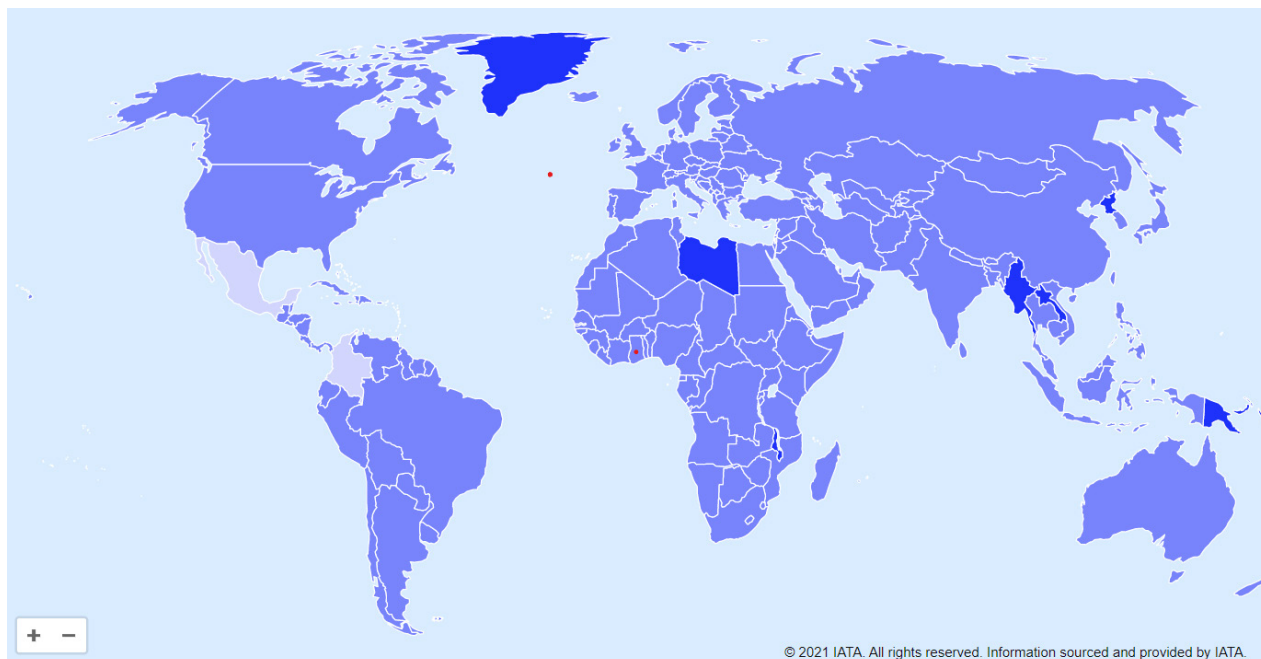 + −
© 2021 IATA. All rights reserved. Information sourced and provided by IATA.